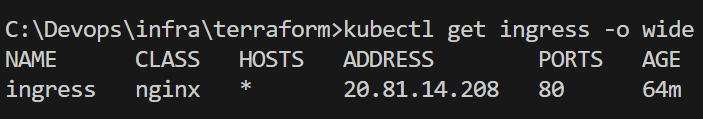 C:\Devops\infra\terraform>kubectl get ingress -o wide
NAME      CLASS   HOSTS   ADDRESS        PORTS   AGE
ingress   nginx   *       20.81.14.208   80      64m